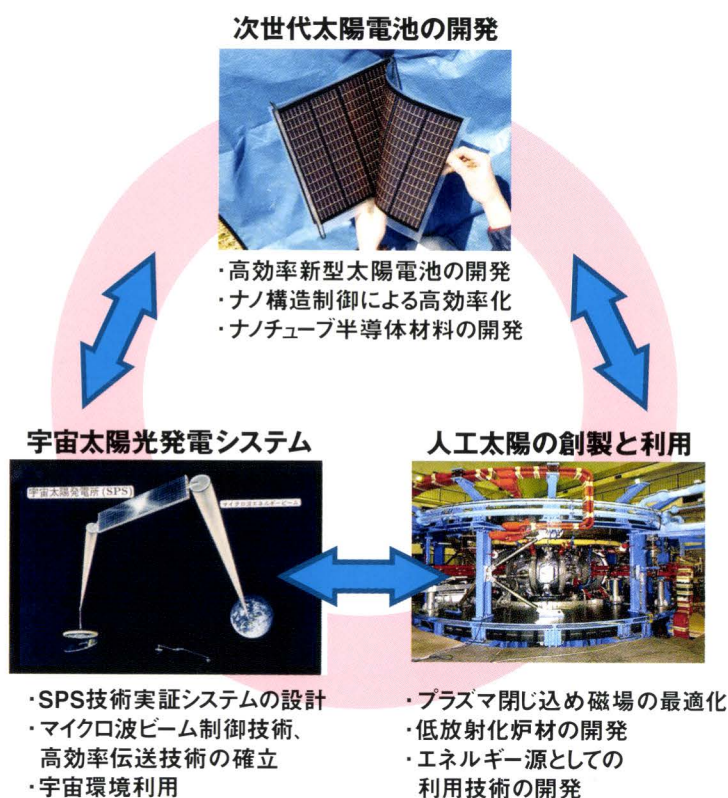 次世代太陽電池の開発
・高効率新型太陽電池の開発
・ナノ構造制御による高効率化
・ナノチューブ半導体材料の開発
宇宙太陽光発電システム
宇宙太陽発電所(SPS)
マイクロ波エネルギービーム
・SPS技術実証システムの設計
・マイクロ波ビーム制御技術、
高効率伝送技術の確立
・宇宙環境利用
人工太陽の創製と利用
・プラズマ閉じ込め磁場の最適化
・低放射化炉材の開発
・エネルギー源としての
利用技術の開発